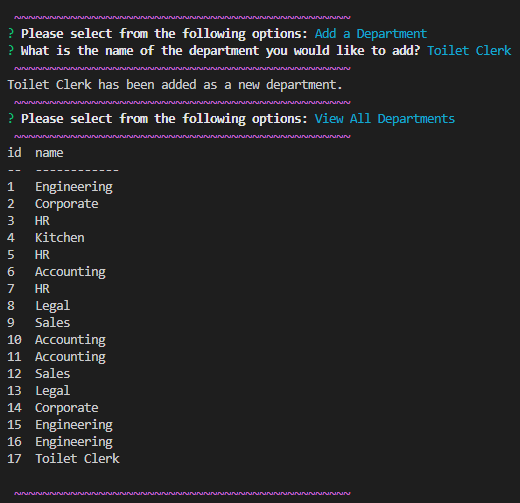 ~~~~~~~~~~~~~~~~~~~~~~~~~~~~~~~~~~~~~~~~~~~~~~~~
? Please select from the following options: Add a Department
? What is the name of the department you would like to add? Toilet Clerk
~~~~~~~~~~~~~~~~~~~~~~~~~~~~~~~~~~~~~~~~~~~~~~~~
Toilet Clerk has been added as a new department.
~~~~~~~~~~~~~~~~~~~~~~~~~~~~~~~~~~~~~~~~~~~~~~~~
? Please select from the following options: View All Departments
~~~~~~~~~~~~~~~~~~~~~~~~~~~~~~~~~~~~~~~~~~~~~~~~
id  name
--  ------------
1   Engineering
2   Corporate
3   HR
4   Kitchen
5   HR
6   Accounting
7   HR
8   Legal
9   Sales
10  Accounting
11  Accounting
12  Sales
13  Legal
14  Corporate
15  Engineering
16  Engineering
17  Toilet Clerk
~~~~~~~~~~~~~~~~~~~~~~~~~~~~~~~~~~~~~~~~~~~~~~~~